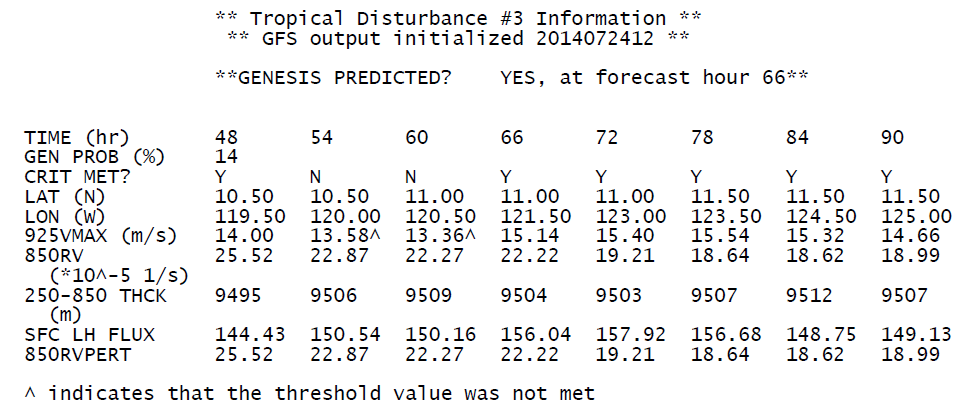 ** Tropical Disturbance #3 Information **
** GFS output initialized 2014072412 **
**GENESIS PREDICTED? YES, at forecast hour 66**
TIME (hr) 48 54 60 66 72 78 84 90
GEN PROB (%) 14
CRIT MET? Y N N Y Y Y Y Y
LAT (N) 10.50 10.50 11.00 11.00 11.00 11.50 11.50 11.50
LON (W) 119.50 120.00 120.50 121.50 123.00 123.50 124.50 125.00
925VMAX (m/s) 14.00 13.58^ 13.36^ 15.14 15.40 15.54 15.32 14.66
850RV 25.52 22.87 22.27 22.22 19.21 18.64 18.62 18.99
(*10^-5 1/s)
250-850 THCK 9495 9506 9509 9504 9503 9507 9512 9507
(m)
SFC LH FLUX 144.43 150.54 150.16 156.04 157.92 156.68 148.75 149.13
850RVPERT 25.52 22.87 22.27 22.22 19.21 18.64 18.62 18.99
^ indicates that the threshold value was not met